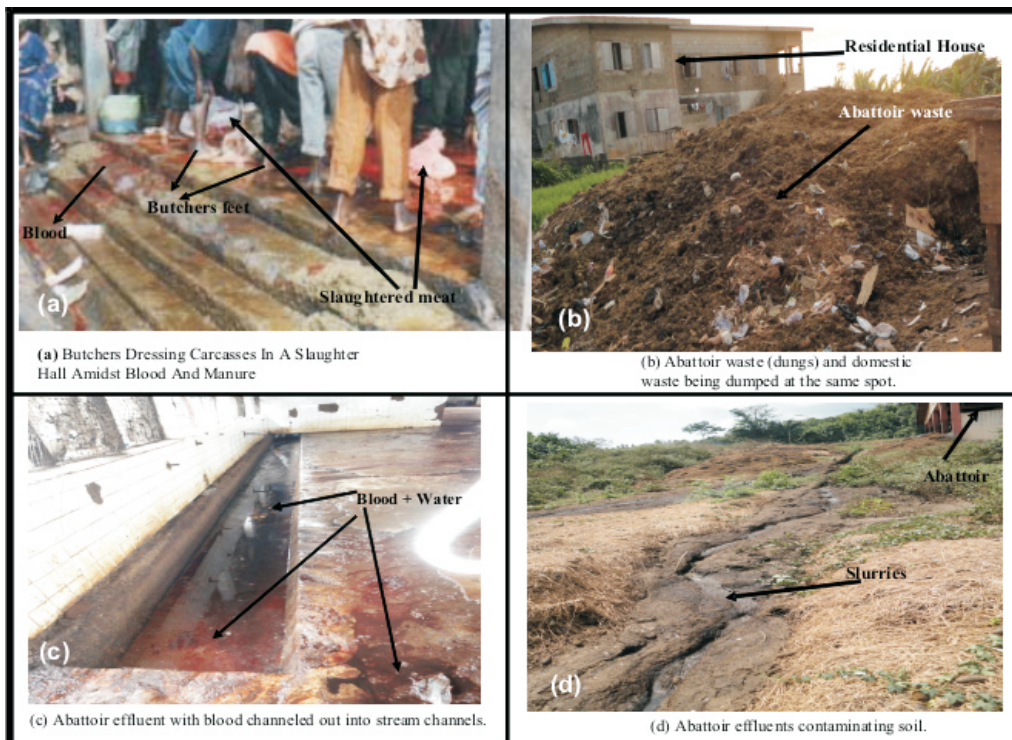 Butchers feet
Blood
Slaughtered meat
(a)
(a) Butchers Dressing Carcasses In A Slaughter
Hall Amidst Blood And Manure
Residential House
Abattoir waste
(b)
(b) Abattoir waste (dungs) and domestic
waste being dumped at the same spot.
Blood + Water
(c)
(c) Abattoir effluent with blood channeled out into stream channels.
Abattoir
Slurries
(d)
(d) Abattoir effluents contaminating soil.